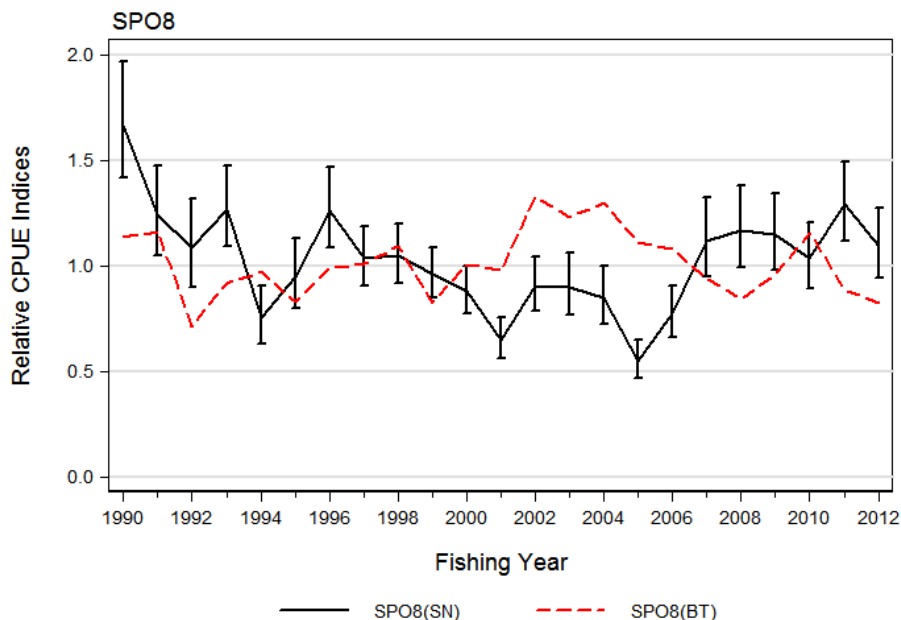 SPO8
2.0
1.5
1.0
0.5
0.0
Relative CPUE Indices
1990 1992 1994 1996 1998 2000 2002 2004 2006 2008 2010 2012
Fishing Year
SPO8(SN) SPO8(BT)